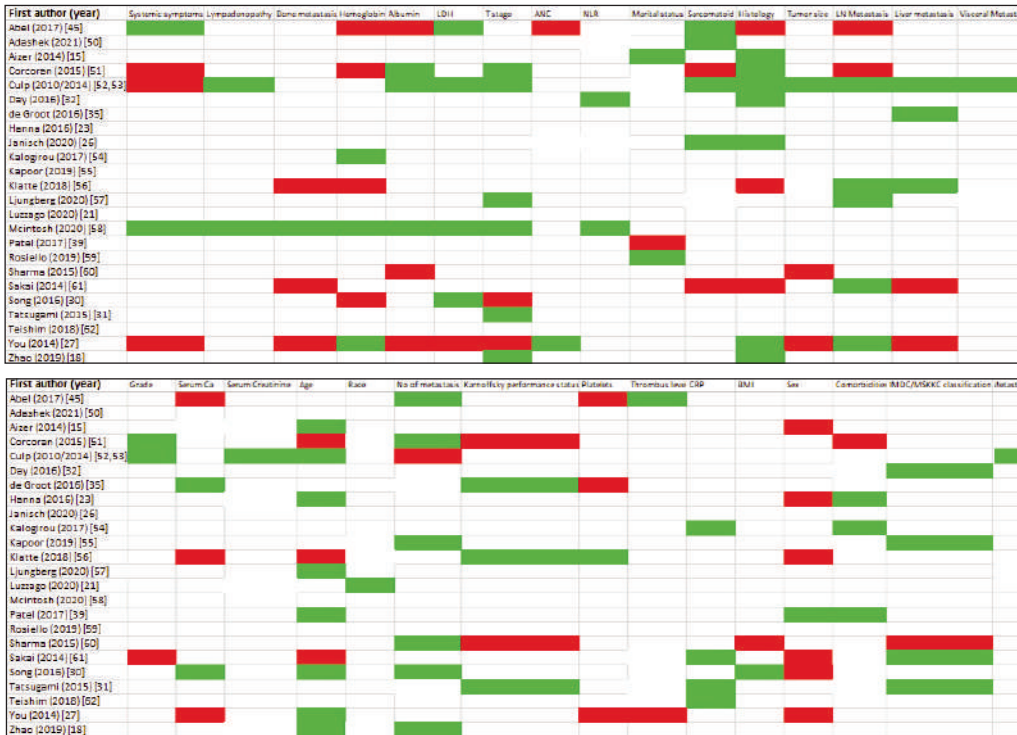 First author (year) Systemic symptoms Lympadonopathy Bone metastasis Hemoglobin Albumin LDH T stage ANC NLR Marital status Sarcomatoid Histology Tumor size LN Metastasis Liver metastasis Visceral Metast
Abel (2017) [45]
Adashek (2021) [50]
Aizer (2014) [15]
Corcoran (2015) [51]
Culp (2010/2014) [52,53]
Day (2016) [32]
de Groot (2016) [35]
Hanna (2016) [23]
Janisch (2020) [26]
Kalogirou (2017) [54]
Kapoor (2019) [55]
Klatte (2018) [56]
Ljungberg (2020) [57]
Luzzago (2020) [21]
Mcintosh (2020) [58]
Patel (2017) [39]
Rosiello (2019) [59]
Sharma (2015) [60]
Sakai (2014) [61]
Song (2016) [30]
Tatsugami (2015) [31]
Teishim (2018) [62]
You (2014) [27]
Zhao (2019) [18]
First author (year) Grade Serum Ca Serum Creatinine Age Race No of metastasis Karnoffsky performance status Platelets Thrombus leve CRP BMI Sex Comorbidities IMDC/MSKKC classification Metast
Abel (2017) [45]
Adashek (2021) [50]
Aizer (2014) [15]
Corcoran (2015) [51]
Culp (2010/2014) [52,53]
Day (2016) [32]
de Groot (2016) [35]
Hanna (2016) [23]
Janisch (2020) [26]
Kalogirou (2017) [54]
Kapoor (2019) [55]
Klatte (2018) [56]
Ljungberg (2020) [57]
Luzzago (2020) [21]
Mcintosh (2020) [58]
Patel (2017) [39]
Rosiello (2019) [59]
Sharma (2015) [60]
Sakai (2014) [61]
Song (2016) [30]
Tatsugami (2015) [31]
Teishim (2018) [62]
You (2014) [27]
Zhao (2019) [18]